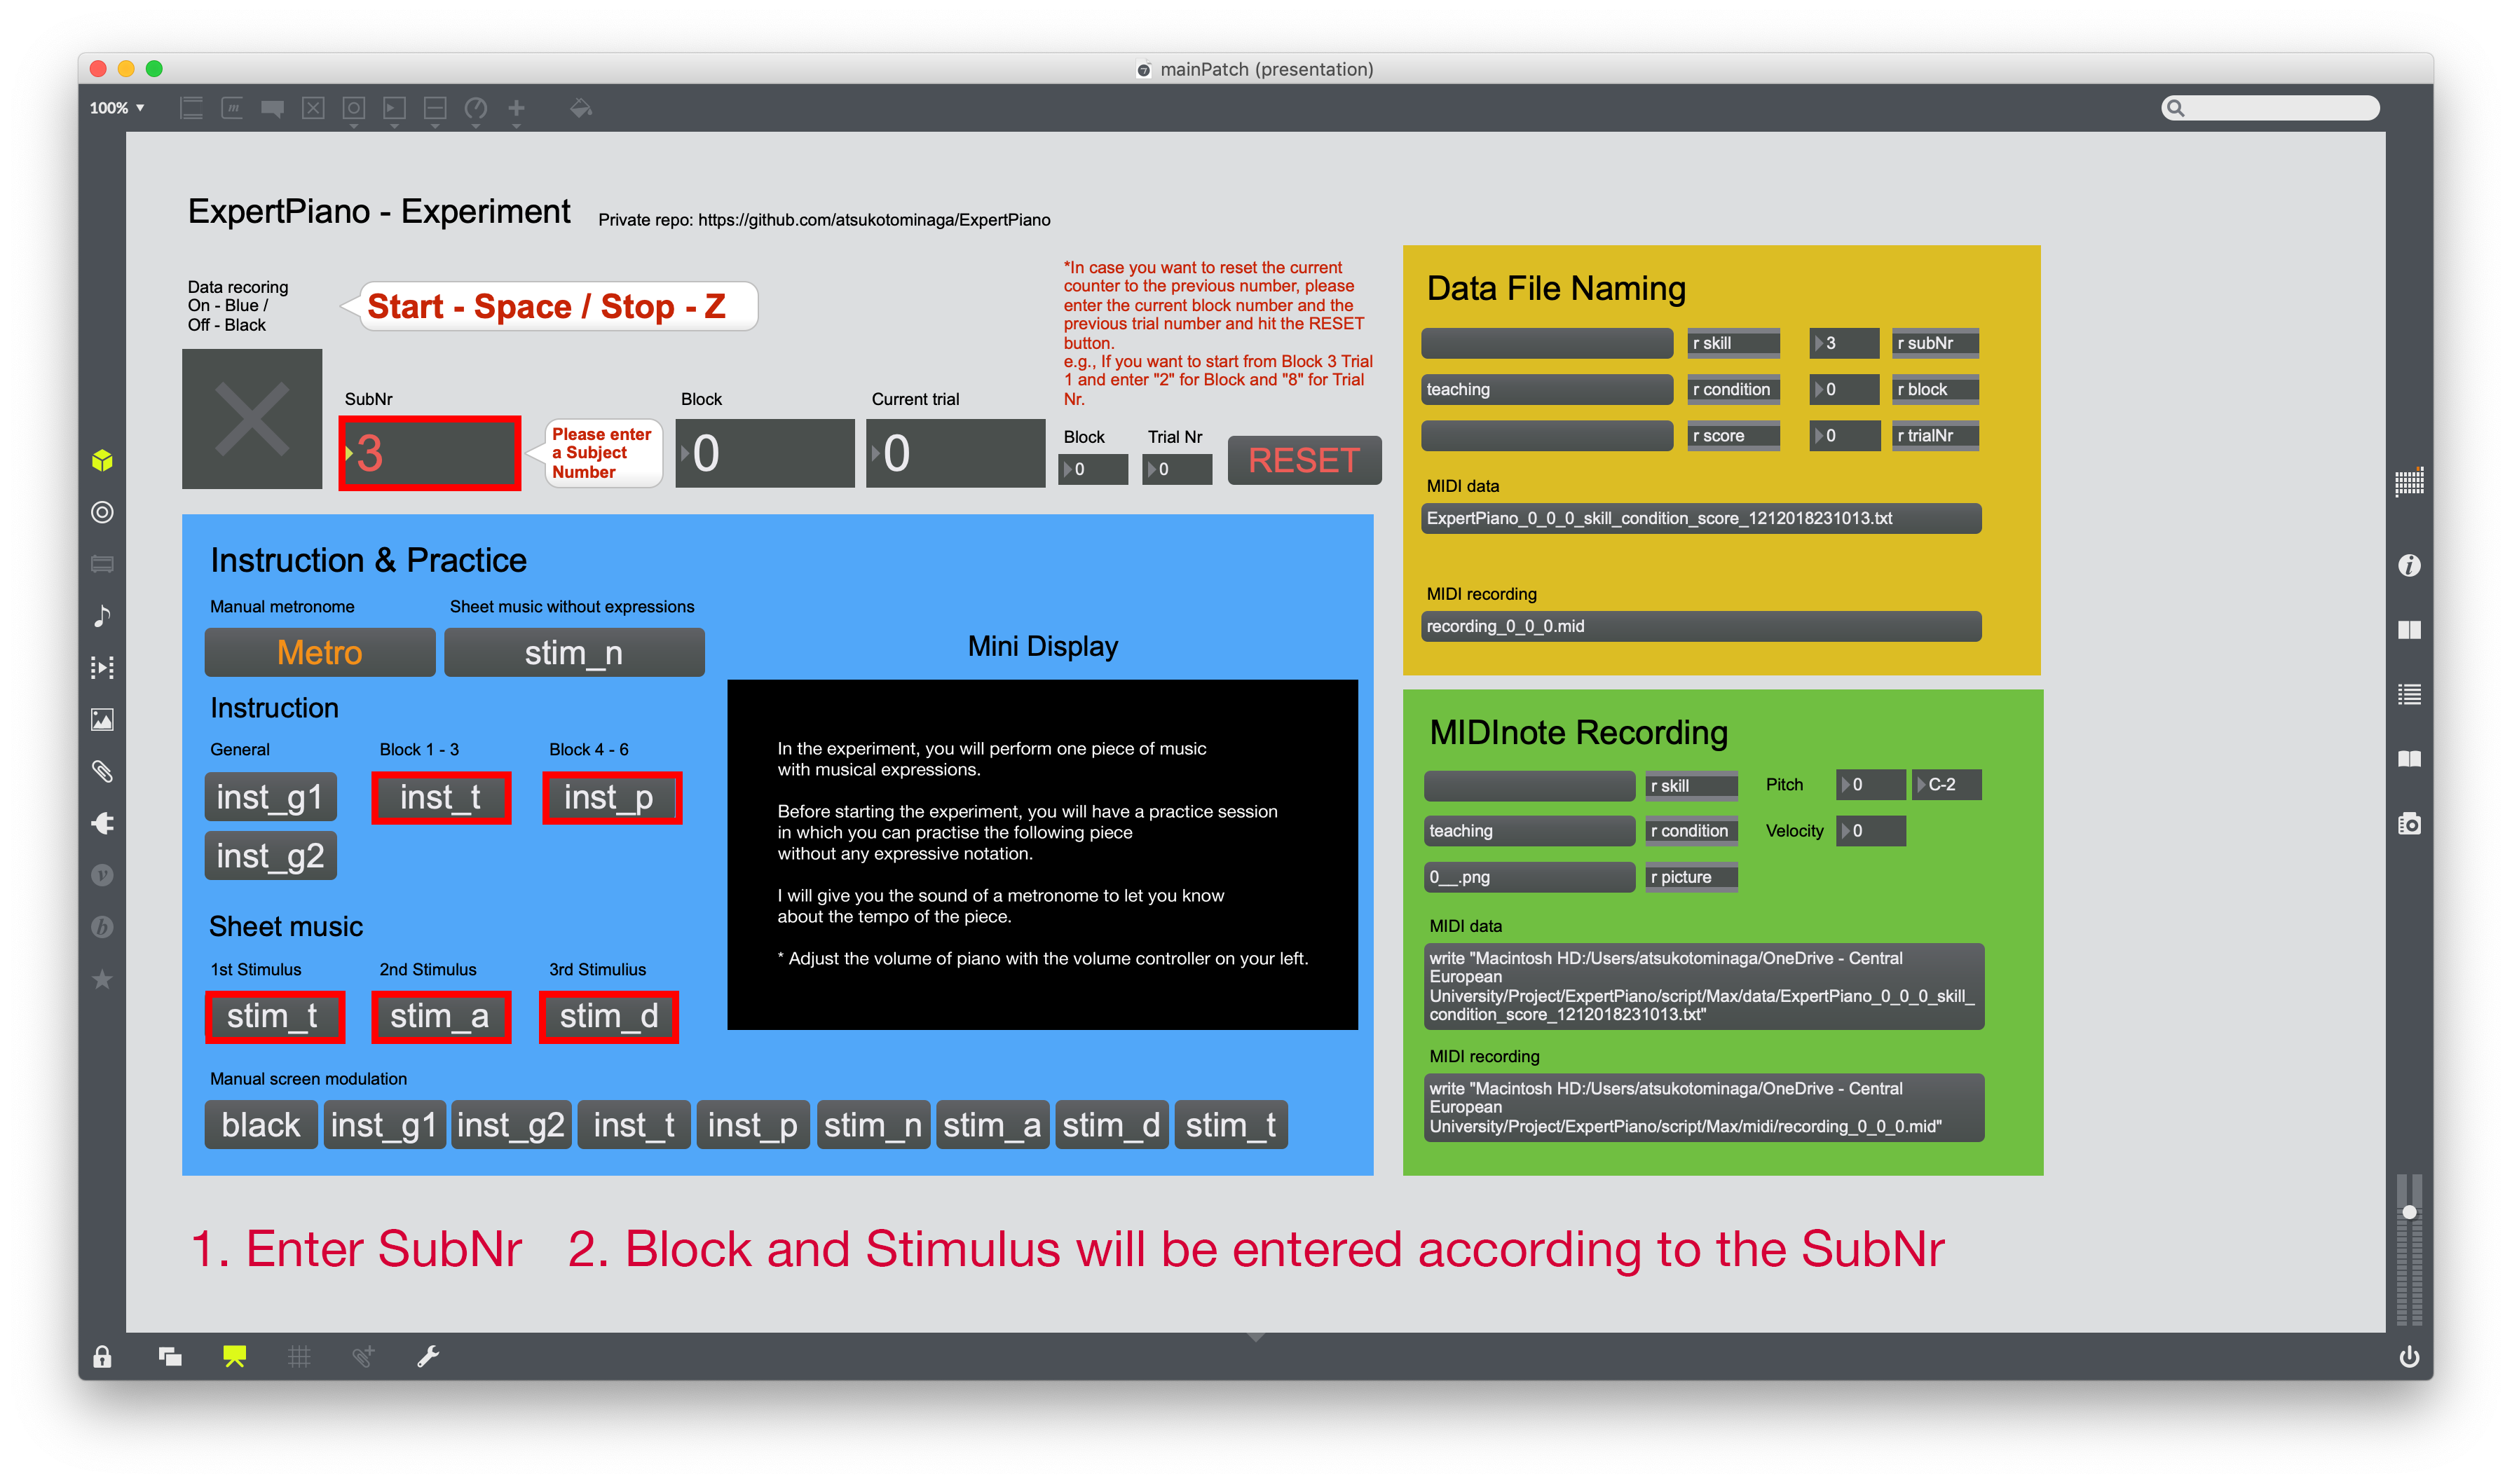 mainPatch (presentation)
100%
ExpertPiano - Experiment
Private repo: https://github.com/atsukotominaga/ExpertPiano
Data recoring
On - Blue /
Off - Black
Start - Space / Stop - Z
SubNr
3
Please enter
a Subject
Number
Block
0
Current trial
0
*In case you want to reset the current
counter to the previous number, please
enter the current block number and the
previous trial number and hit the RESET
button.
e.g., If you want to start from Block 3 Trial
1 and enter "2" for Block and "8" for Trial
Nr.
Block
0
Trial Nr
0
RESET
Instruction & Practice
Manual metronome
Sheet music without expressions
Metro
stim_n
Instruction
General
Block 1 - 3
Block 4 - 6
inst_g1
inst_t
inst_p
inst_g2
Sheet music
1st Stimulus
2nd Stimulus
3rd Stimulius
stim_t
stim_a
stim_d
Mini Display
In the experiment, you will perform one piece of music
with musical expressions.
Before starting the experiment, you will have a practice session
in which you can practise the following piece
without any expressive notation.
I will give you the sound of a metronome to let you know
about the tempo of the piece.
* Adjust the volume of piano with the volume controller on your left.
Manual screen modulation
black
inst_g1
inst_g2
inst_t
inst_p
stim_n
stim_a
stim_d
stim_t
Data File Naming
r skill
3
r subNr
teaching
r condition
0
r block
r score
0
r trialNr
MIDI data
ExpertPiano_0_0_0_skill_condition_score_1212018231013.txt
MIDI recording
recording_0_0_0.mid
MIDInote Recording
r skill
Pitch
0
C-2
teaching
r condition
Velocity
0
0__.png
r picture
MIDI data
write "Macintosh HD:/Users/atsukotominaga/OneDrive - Central
European
University/Project/ExpertPiano/script/Max/data/ExpertPiano_0_0_0_skill_
condition_score_1212018231013.txt"
MIDI recording
write "Macintosh HD:/Users/atsukotominaga/OneDrive - Central
European
University/Project/ExpertPiano/script/Max/midi/recording_0_0_0.mid"
1. Enter SubNr
2. Block and Stimulus will be entered according to the SubNr